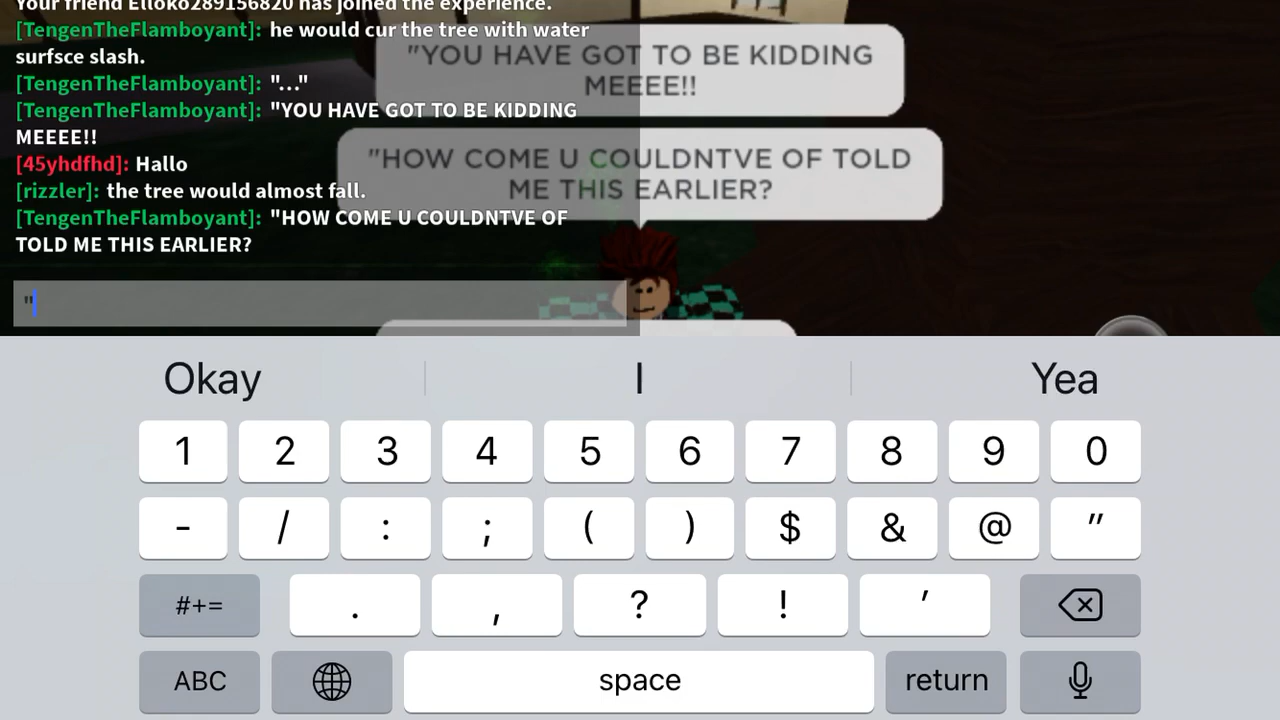 Your friend Elloko289156820 has joined the experience.
[TengenTheFlamboyant]: he would cur the tree with water
surfsce slash.
[TengenTheFlamboyant]: "..."
[TengenTheFlamboyant]: "YOU HAVE GOT TO BE KIDDING
MEEEE!!
[45yhdfhd]: Hallo
[rizzler]: the tree would almost fall.
[TengenTheFlamboyant]: "HOW COME U COULDNTVE OF
TOLD ME THIS EARLIER?
"YOU HAVE GOT TO BE KIDDING
MEEEE!!
"HOW COME U COULDNTVE OF TOLD
ME THIS EARLIER?
"
Okay I Yea
1 2 3 4 5 6 7 8 9 0
- / : ; ( ) $ & @ "
#+= . , ? ! '
ABC space return